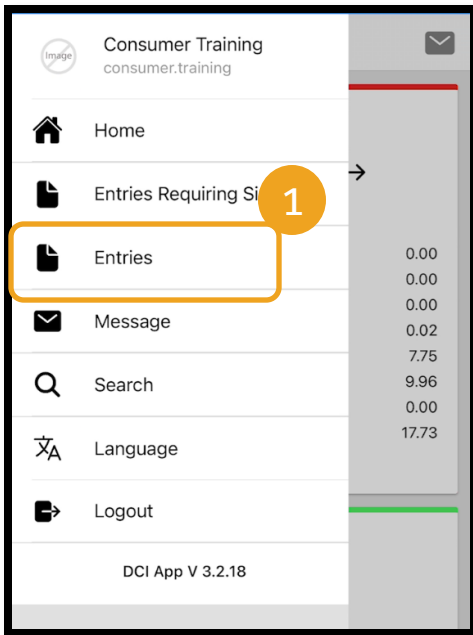 Image
Consumer Training
consumer.training
Home
Entries Requiring Si
1
Entries
Message
Search
Language
Logout
DCI App V 3.2.18
0.00
0.00
0.00
0.02
7.75
9.96
0.00
17.73